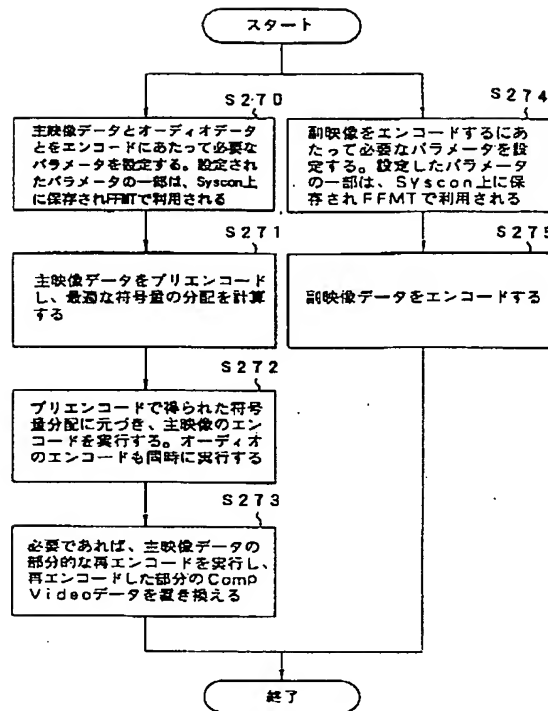 スタート
S270
主映像データとオーディオデータ
とをエンコードにあたって必要な
パラメータを設定する。設定され
たパラメータの一部は、Syscon上
に保存されFFMTで利用される
S271
主映像データをプリエンコード
し、最適な符号量の分配を計算
する
S272
プリエンコードで得られた符号
量分配に元づき、主映像のエン
コードを実行する。オーディオ
のエンコードも同時に実行する
S273
必要であれば、主映像データの
部分的な再エンコードを実行し、
再エンコードした部分のComp
Videoデータを置き換える
S274
副映像をエンコードするにあ
たって必要なパラメータを設
定する。設定したパラメータ
の一部は、Syscon上に保
存されFFMTで利用される
S275
副映像データをエンコードする
終了